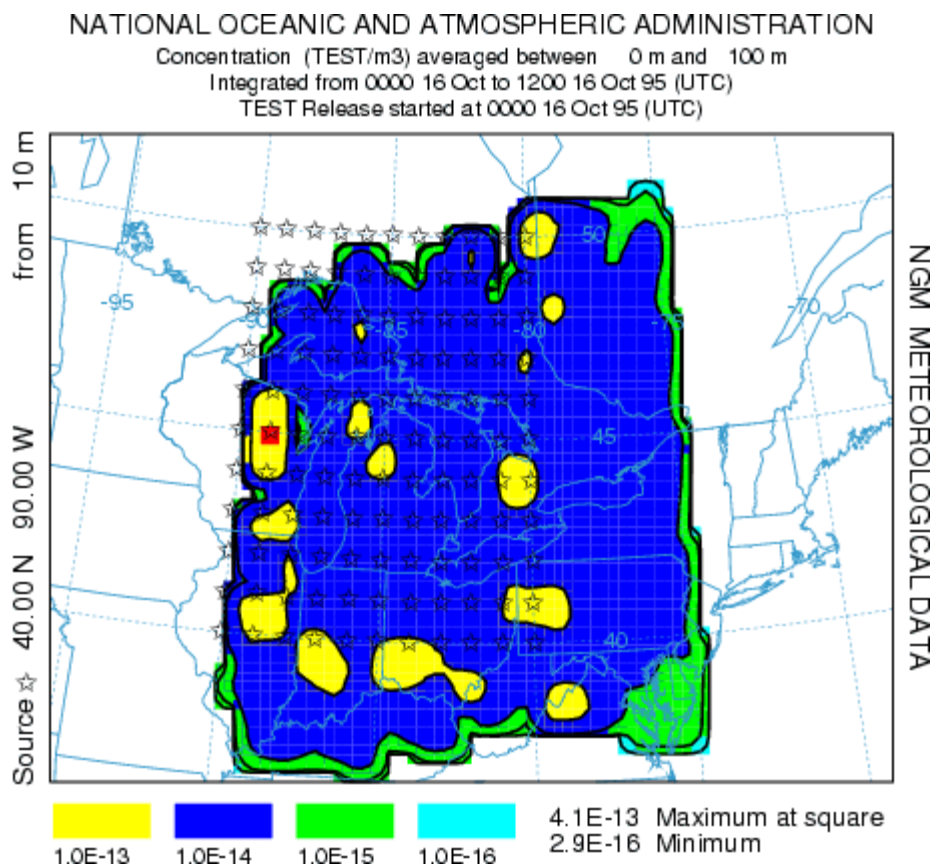 NATIONAL OCEANIC AND ATMOSPHERIC ADMINISTRATION
Concentration (TEST/m3) averaged between 0 m and 100 m
Integrated from 0000 16 Oct to 1200 16 Oct 95 (UTC)
TEST Release started at 0000 16 Oct 95 (UTC)
Source ☆ 40.00 N 90.00 W from 10 m
NGM METEOROLOGICAL DATA
50
-95
-90
-85
-80
-70
45
40
4.1E-13 Maximum at square
2.9E-16 Minimum
1.0E-13 1.0E-14 1.0E-15 1.0E-16